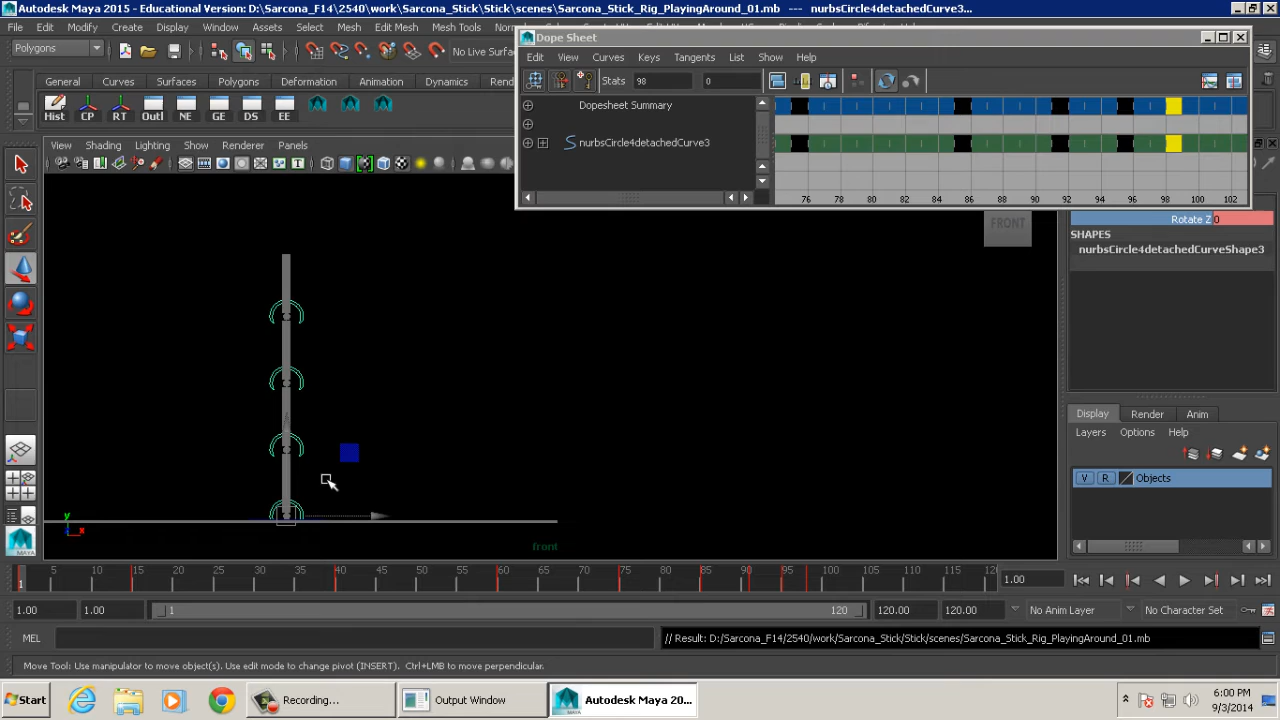 Autodesk Maya 2015 - Educational Version: D:\Sarcona_F14\2540\work\Sarcona_Stick\Stick\scenes\Sarcona_Stick_Rig_PlayingAround_01.mb --- nurbsCircle4detachedCurve3...
File Edit Modify Create Display Window Assets Select Mesh Edit Mesh Mesh Tools
Polygons
No Live Surfa
General Curves Surfaces Polygons Deformation Animation Dynamics
Hist CP RT Outl NE GE DS EE
View Shading Lighting Show Renderer Panels
Dope Sheet
Edit View Curves Keys Tangents List Show Help
Stats 98 0
Dopesheet Summary
nurbsCircle4detachedCurve3
76 78 80 82 84 86 88 90 92 94 96 98 100 102
FRONT
Rotate Z 0
SHAPES
nurbsCircle4detachedCurveShape3
y
x
front
Display Render Anim
Layers Options Help
V R Objects
1 5 10 15 20 25 30 35 40 45 50 55 60 65 70 75 80 85 90 95 100 105 110 115 120
1.00
1.00 1.00 1 120 120.00 120.00 No Anim Layer No Character Set
MEL
// Result: D:/Sarcona_F14/2540/work/Sarcona_Stick/Stick/scenes/Sarcona_Stick_Rig_PlayingAround_01.mb
Move Tool: Use manipulator to move object(s). Use edit mode to change pivot (INSERT). Ctrl+LMB to move perpendicular.
Start Recording... Output Window Autodesk Maya 20...
6:00 PM
9/3/2014